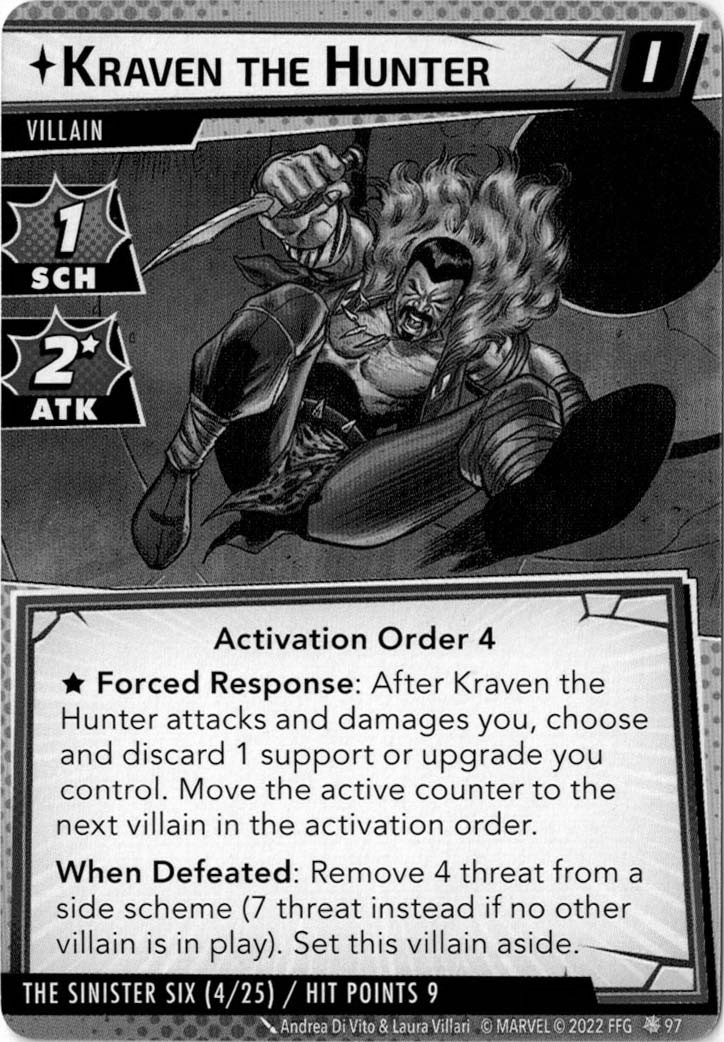 KRAVEN THE HUNTER
I
VILLAIN
1
SCH
2★
ATK
Activation Order 4
★ Forced Response: After Kraven the
Hunter attacks and damages you, choose
and discard 1 support or upgrade you
control. Move the active counter to the
next villain in the activation order.
When Defeated: Remove 4 threat from a
side scheme (7 threat instead if no other
villain is in play). Set this villain aside.
THE SINISTER SIX (4/25) / HIT POINTS 9
Andrea Di Vito & Laura Villari © MARVEL © 2022 FFG 97